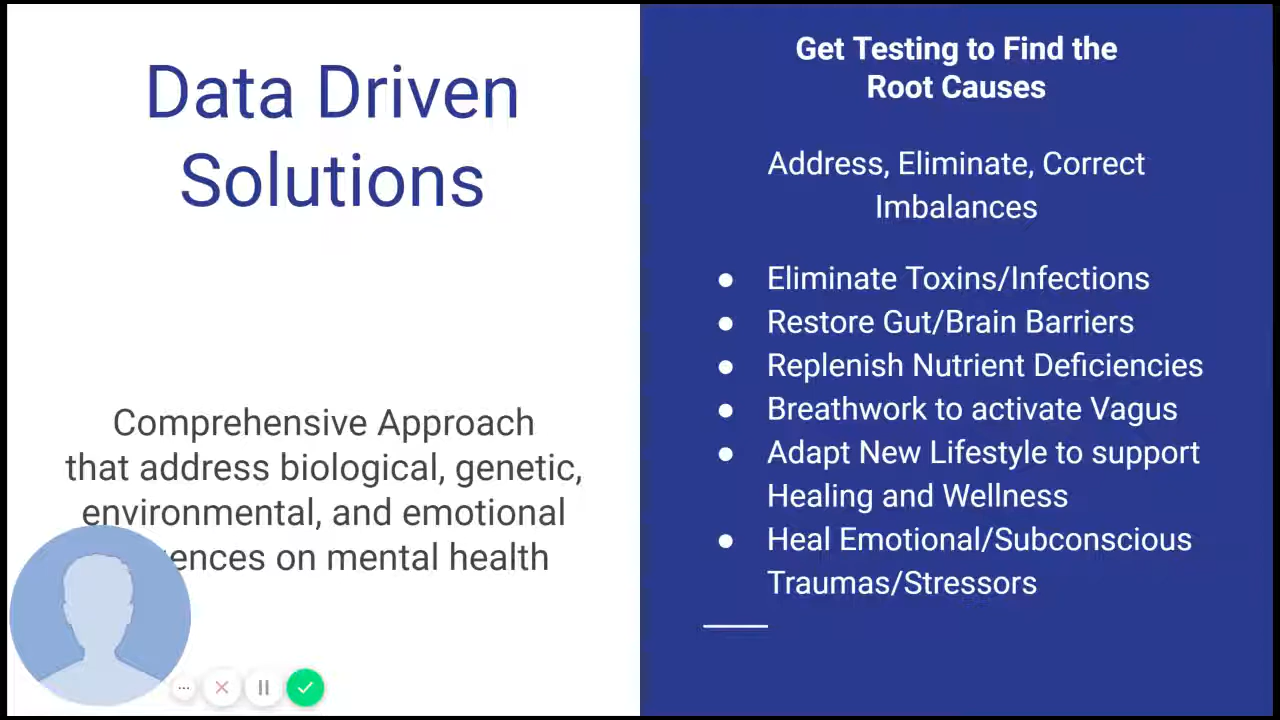 Data Driven
Solutions
Comprehensive Approach
that address biological, genetic,
environmental, and emotional
ences on mental health
Get Testing to Find the
Root Causes
Address, Eliminate, Correct
Imbalances
● Eliminate Toxins/Infections
● Restore Gut/Brain Barriers
● Replenish Nutrient Deficiencies
● Breathwork to activate Vagus
● Adapt New Lifestyle to support
Healing and Wellness
● Heal Emotional/Subconscious
Traumas/Stressors